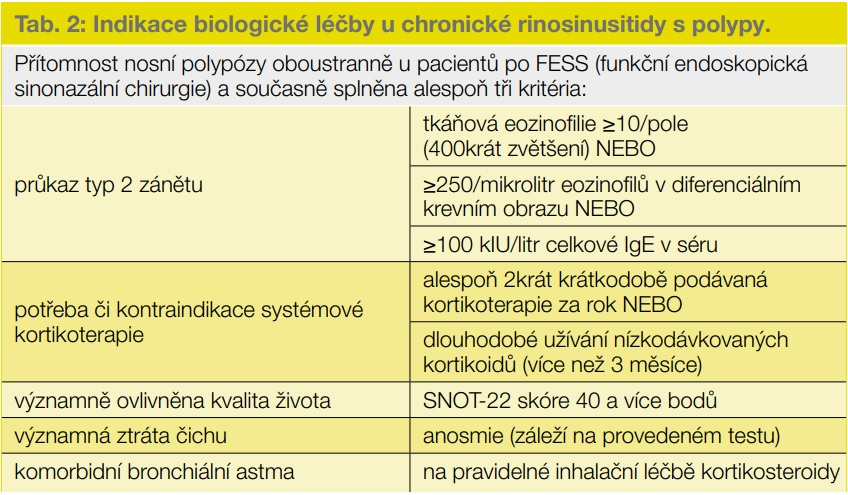 Tab. 2: Indikace biologické léčby u chronické rinosinusitidy s polypy.
Přítomnost nosní polypózy oboustranně u pacientů po FESS (funkční endoskopická
sinonazální chirurgie) a současně splněna alespoň tři kritéria:
průkaz typ 2 zánětu
tkáňová eozinofilie ≥10/pole
(400krát zvětšení) NEBO
≥250/mikrolitr eozinofilů v diferenciálním
krevním obrazu NEBO
≥100 kIU/litr celkové IgE v séru
potřeba či kontraindikace systémové
kortikoterapie
alespoň 2krát krátkodobě podávaná
kortikoterapie za rok NEBO
dlouhodobé užívání nízkodávkovaných
kortikoidů (více než 3 měsíce)
významně ovlivněna kvalita života
SNOT-22 skóre 40 a více bodů
významná ztráta čichu
anosmie (záleží na provedeném testu)
komorbidní bronchiální astma
na pravidelné inhalační léčbě kortikosteroidy